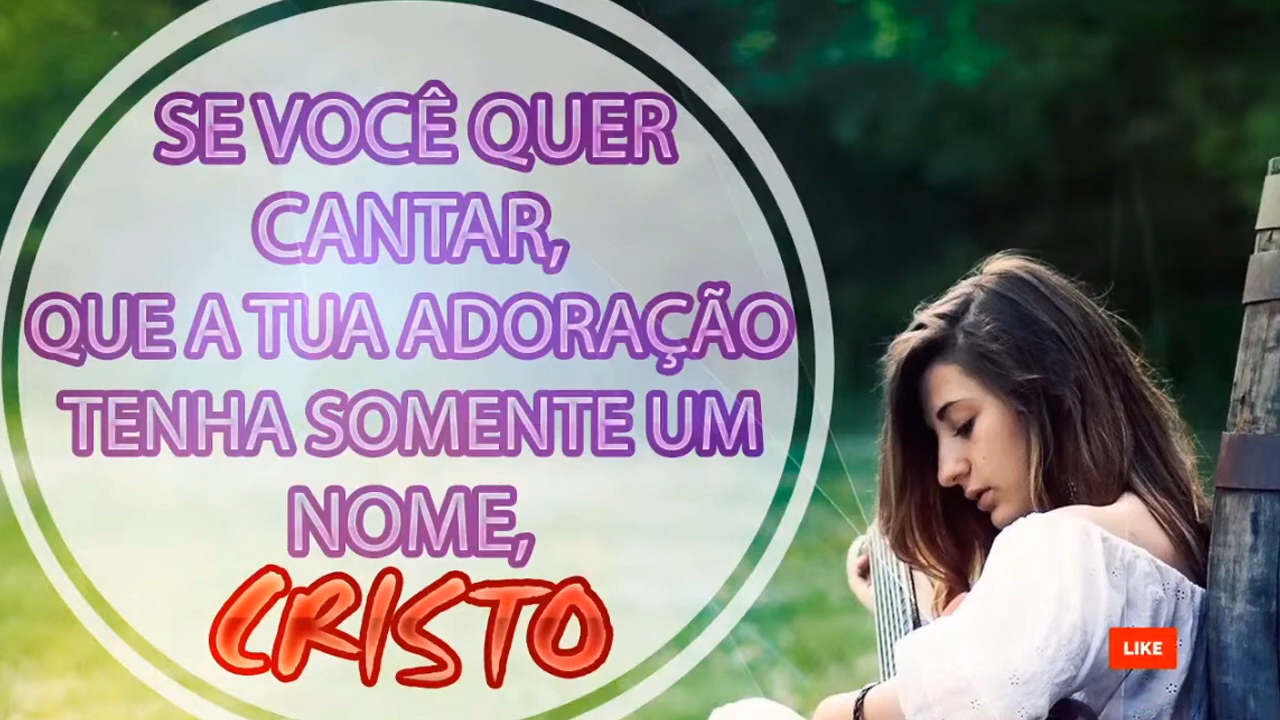 SE VOCÊ QUER
CANTAR,
QUE A TUA ADORAÇÃO
TENHA SOMENTE UM
NOME,
CRISTO
LIKE